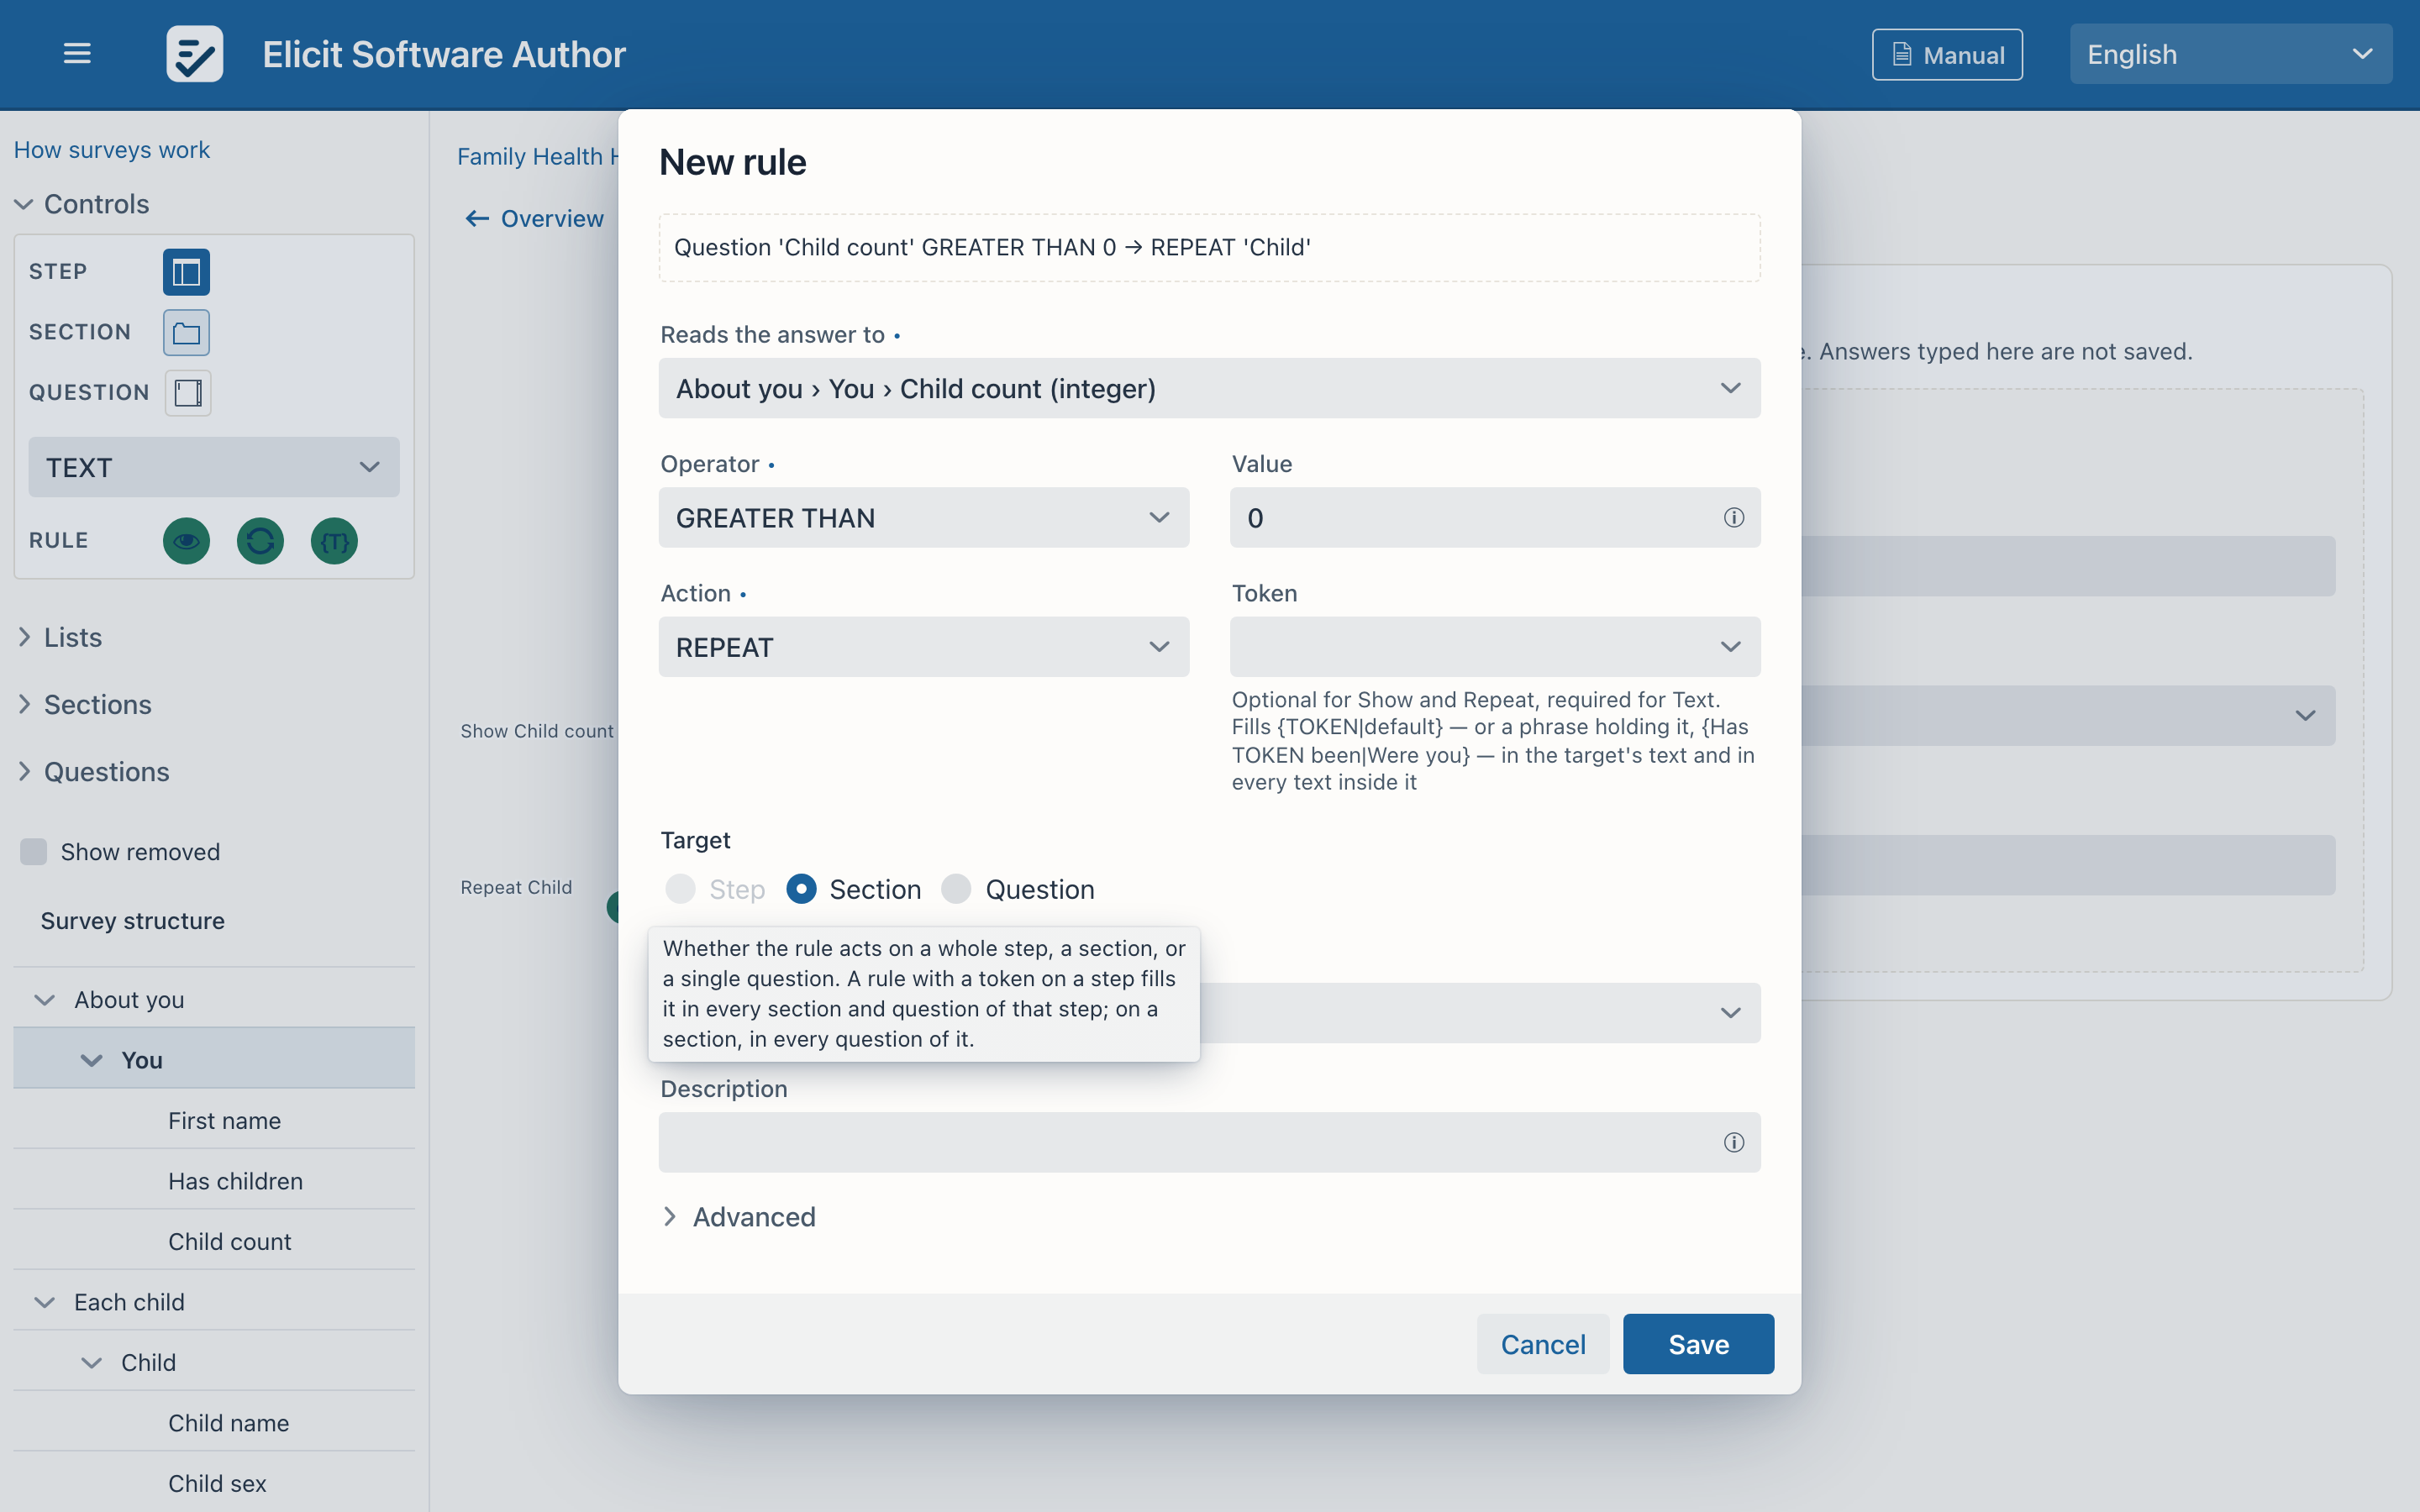 Elicit Software Author
Manual
English
How surveys work
Controls
STEP
SECTION
QUESTION
TEXT
RULE
{T}
Lists
Sections
Questions
Show removed
Survey structure
About you
You
First name
Has children
Child count
Each child
Child
Child name
Child sex
Family Health H
← Overview
Show Child count
Repeat Child
e. Answers typed here are not saved.
New rule
Question 'Child count' GREATER THAN 0 → REPEAT 'Child'
Reads the answer to •
About you › You › Child count (integer)
Operator •
GREATER THAN
Value
0
Action •
REPEAT
Token
Optional for Show and Repeat, required for Text.
Fills {TOKEN|default} — or a phrase holding it, {Has
TOKEN been|Were you} — in the target's text and in
every text inside it
Target
Step
Section
Question
Whether the rule acts on a whole step, a section, or
a single question. A rule with a token on a step fills
it in every section and question of that step; on a
section, in every question of it.
Description
Advanced
Cancel
Save